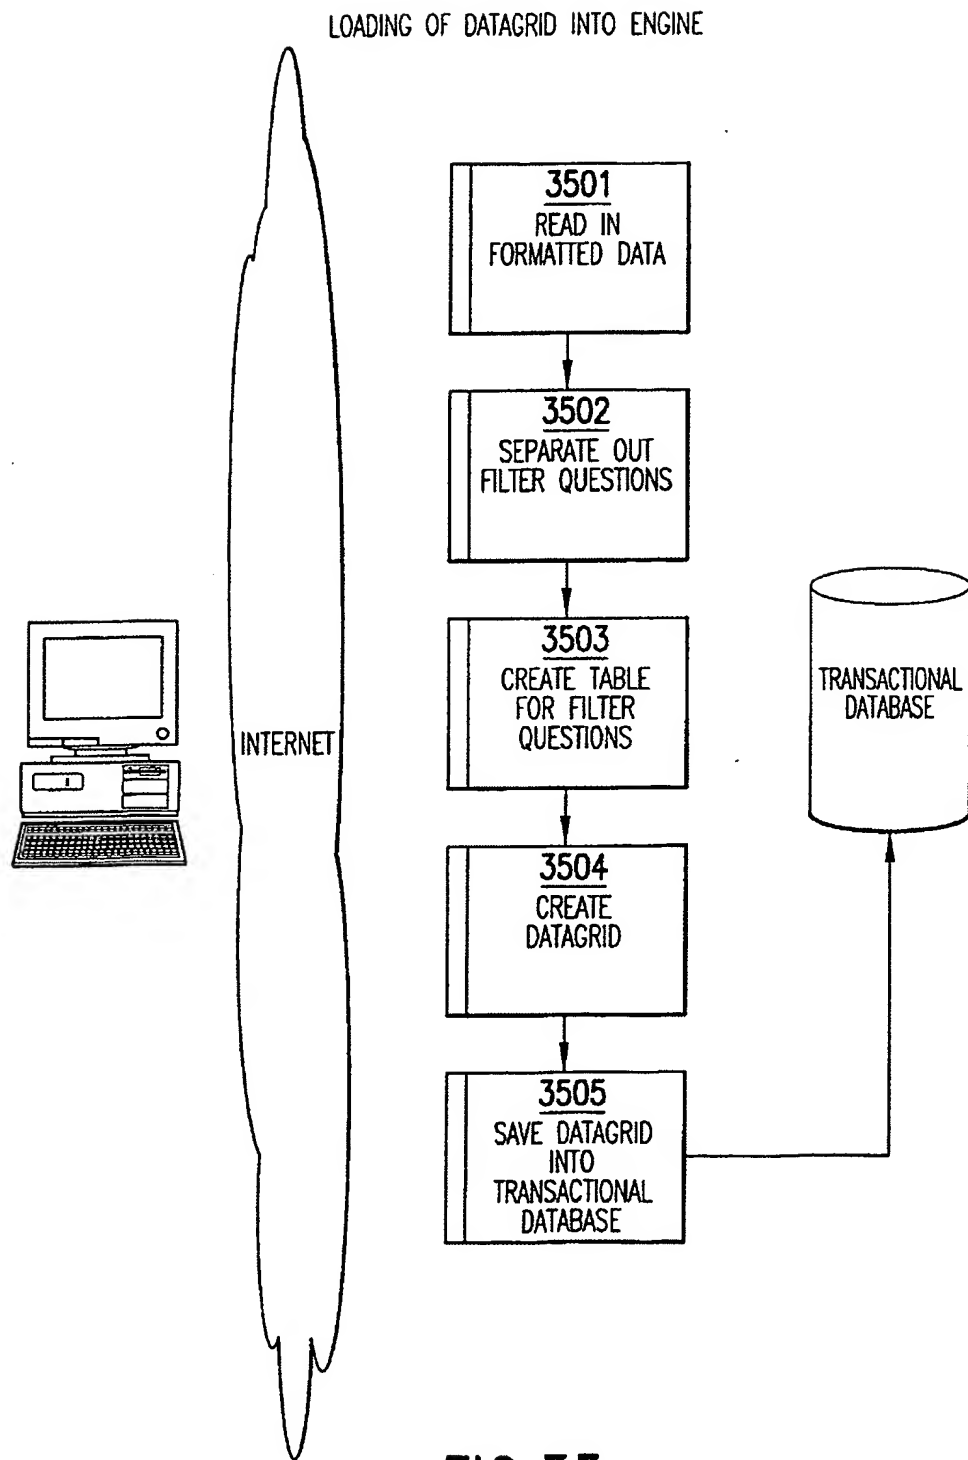 LOADING OF DATAGRID INTO ENGINE
3501
READ IN
FORMATTED DATA
3502
SEPARATE OUT
FILTER QUESTIONS
3503
CREATE TABLE
FOR FILTER
QUESTIONS
TRANSACTIONAL
DATABASE
INTERNET
3504
CREATE
DATAGRID
3505
SAVE DATAGRID
INTO
TRANSACTIONAL
DATABASE